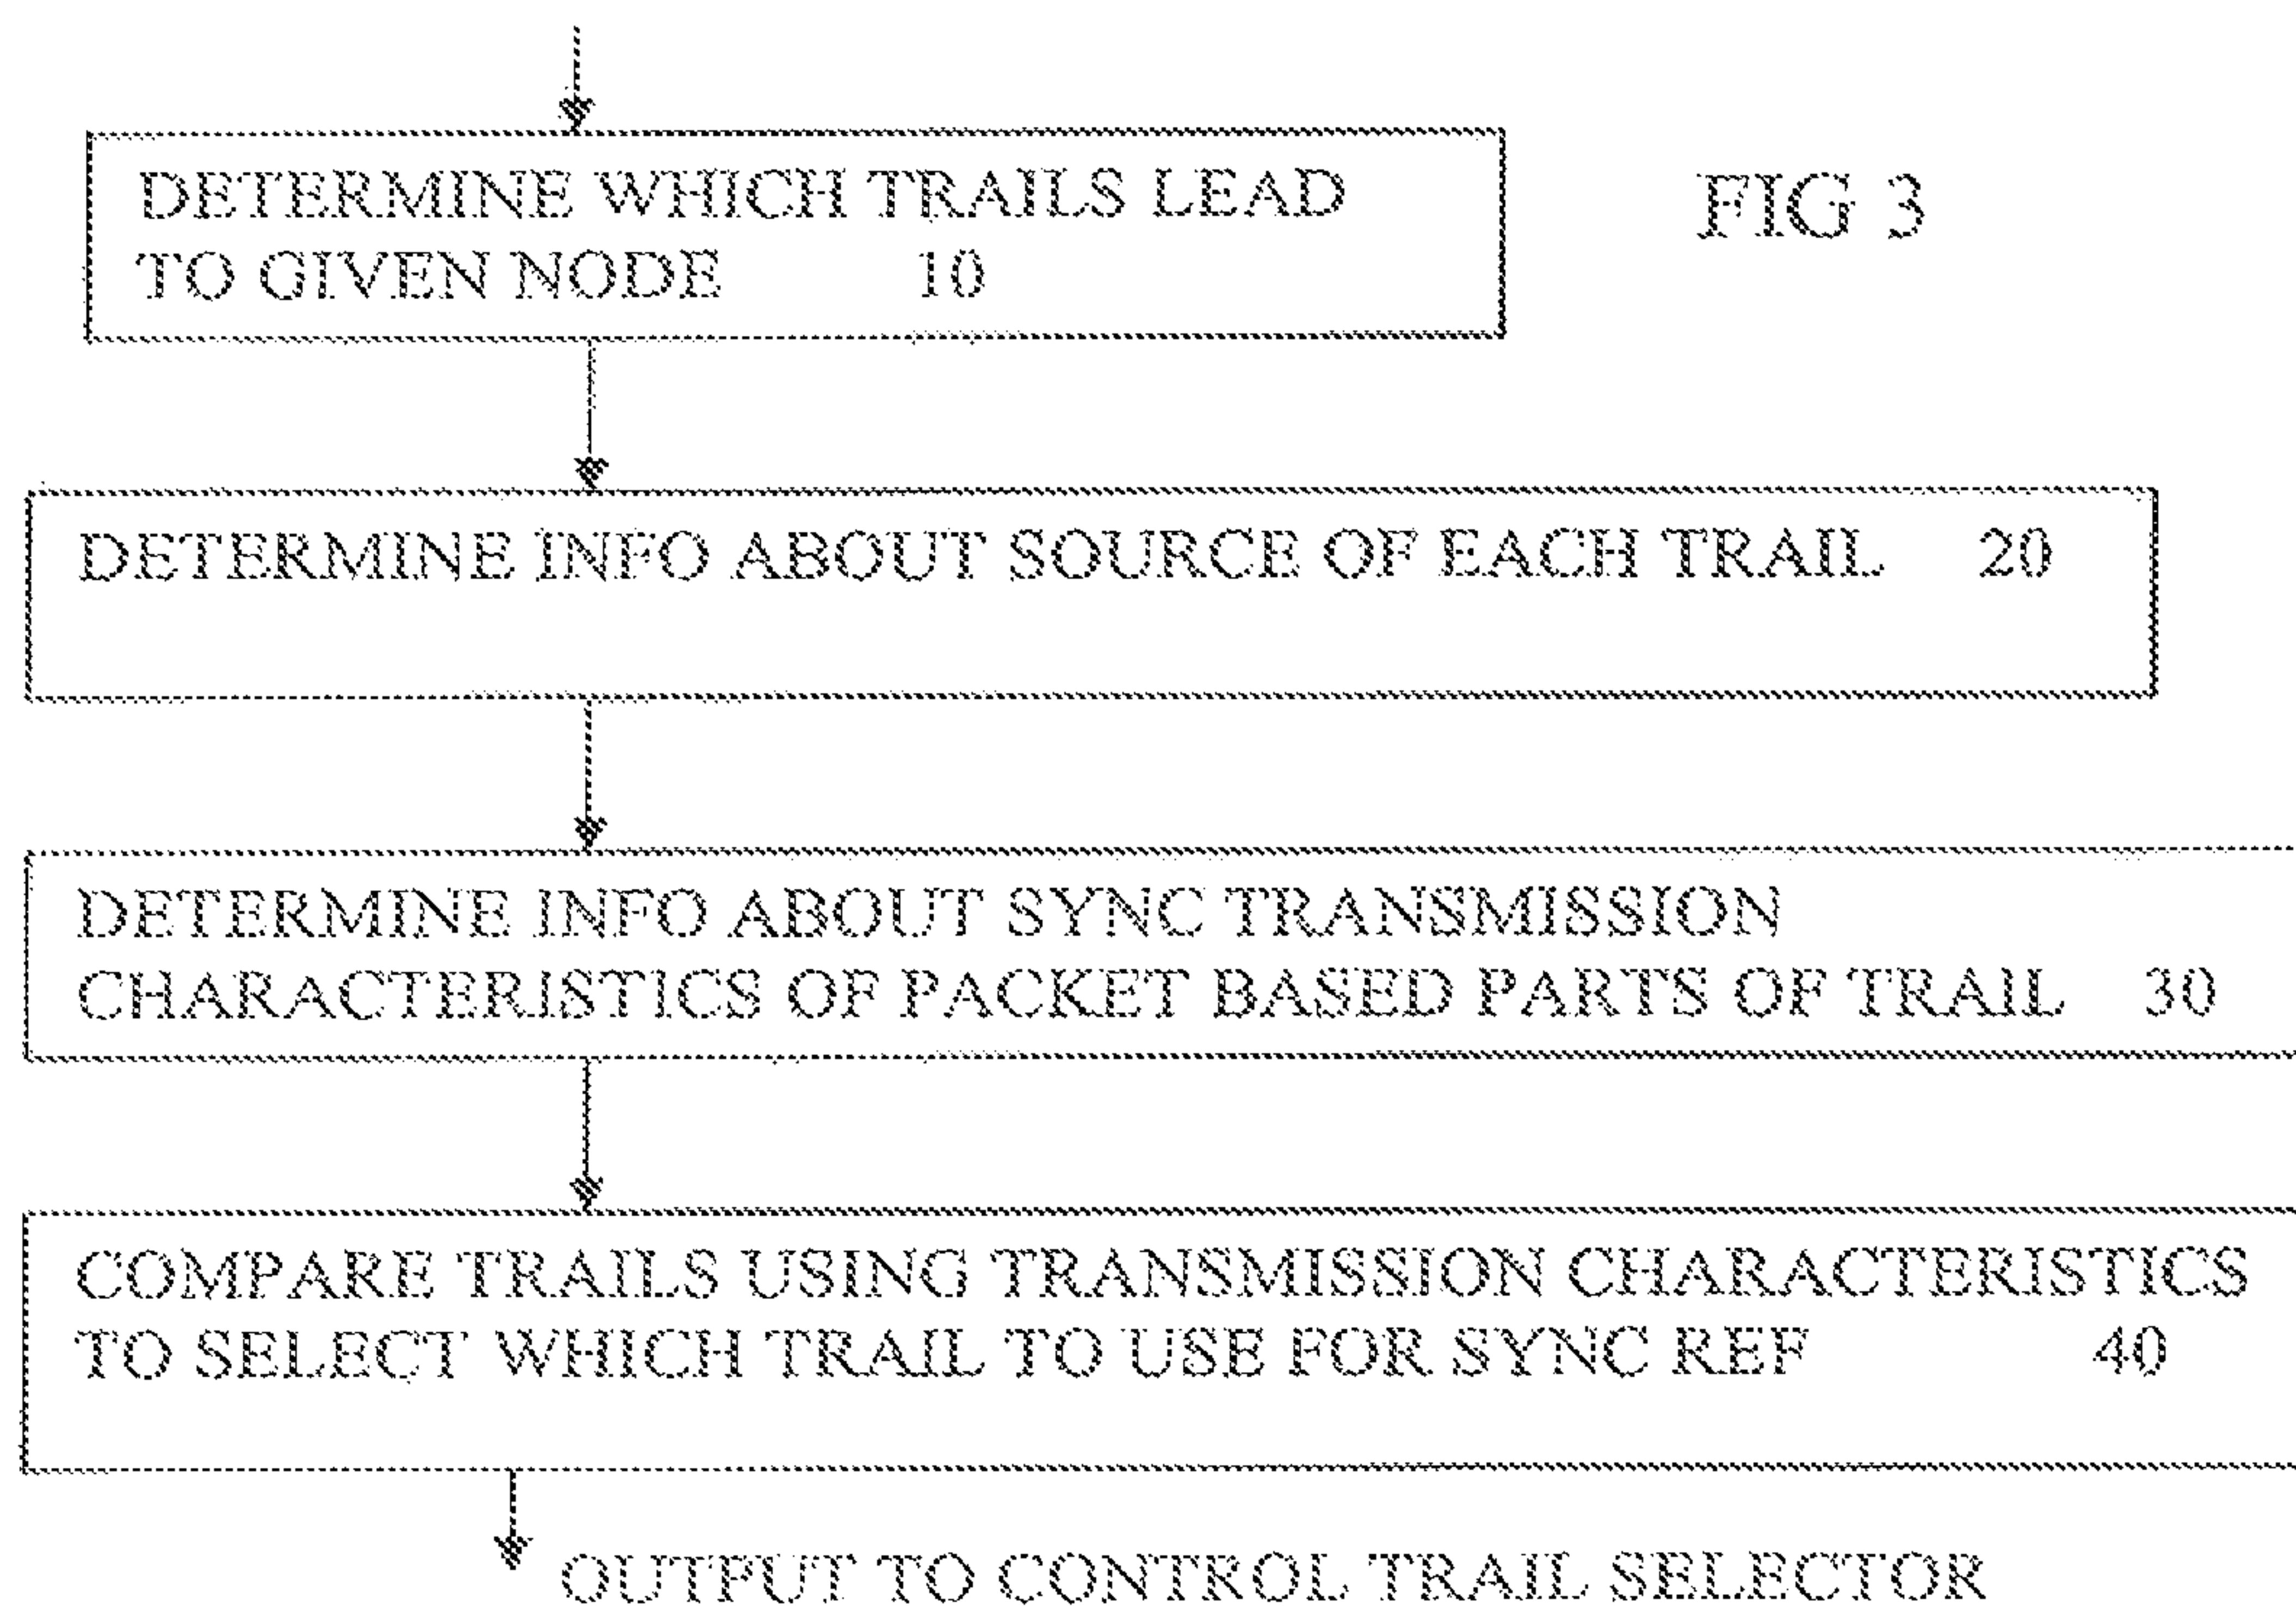 DETERMINE WHICH TRAILS LEAD
TO GIVEN NODE 10
FIG 3
DETERMINE INFO ABOUT SOURCE OF EACH TRAIL 20
DETERMINE INFO ABOUT SYNC TRANSMISSION
CHARACTERISTICS OF PACKET BASED PARTS OF TRAIL 30
COMPARE TRAILS USING TRANSMISSION CHARACTERISTICS
TO SELECT WHICH TRAIL TO USE FOR SYNC REF 40
OUTPUT TO CONTROL TRAIL SELECTOR